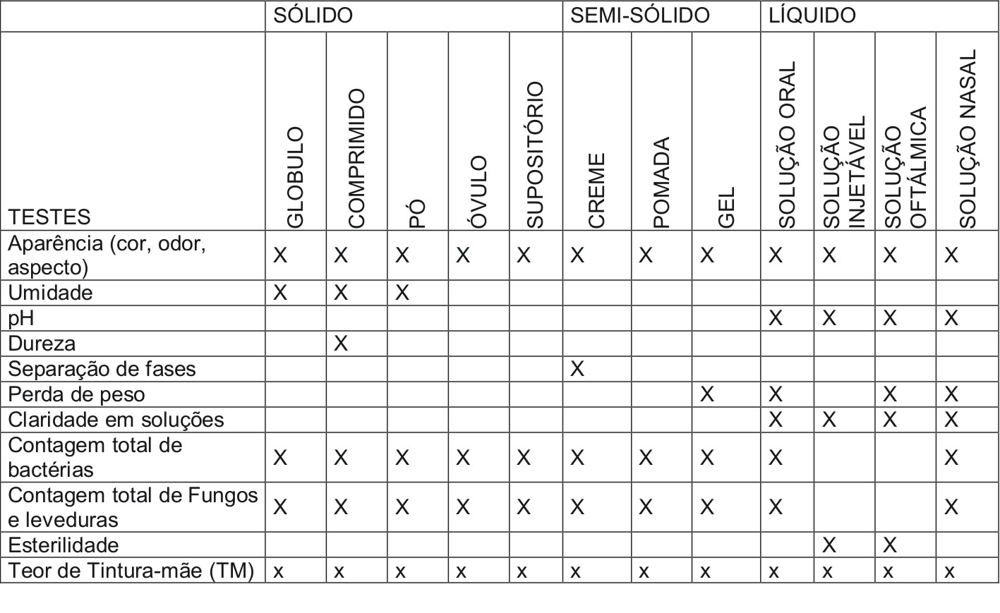 SÓLIDO SEMI-SÓLIDO LÍQUIDO
TESTES GLOBULO COMPRIMIDO PÓ ÓVULO SUPOSITÓRIO CREME POMADA GEL SOLUÇÃO ORAL SOLUÇÃO INJETÁVEL SOLUÇÃO OFTÁLMICA SOLUÇÃO NASAL
Aparência (cor, odor,
aspecto) X X X X X X X X X X X X
Umidade X X X
pH X X X X
Dureza X
Separação de fases X
Perda de peso X X X X
Claridade em soluções X X X X
Contagem total de
bactérias X X X X X X X X X X
Contagem total de Fungos
e leveduras X X X X X X X X X X
Esterilidade X X
Teor de Tintura-mãe (TM) x x x x x x x x x x x x